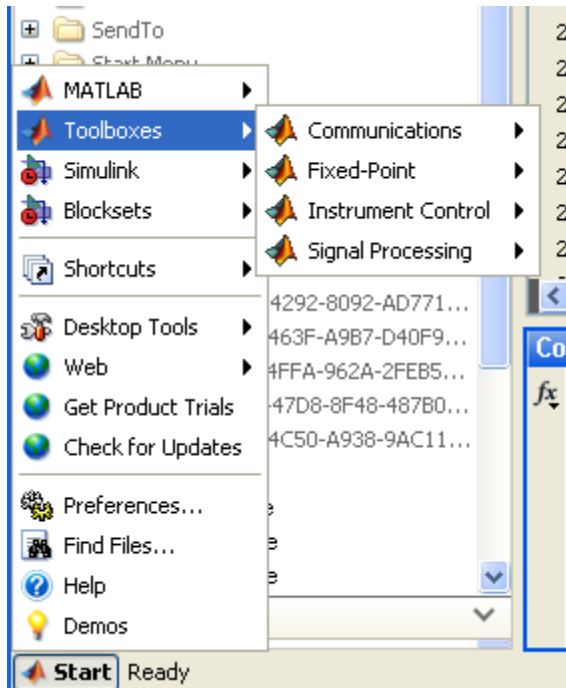 SendTo
Start Menu
MATLAB
Toolboxes
Communications
Simulink
Fixed-Point
Blocksets
Instrument Control
Signal Processing
Shortcuts
4292-8092-AD771...
Desktop Tools
463F-A9B7-D40F9...
Co
Web
4FFA-962A-2FEB5...
fx
Get Product Trials
-47D8-8F48-487B0...
Check for Updates
4C50-A938-9AC11...
Preferences...
Find Files...
Help
Demos
Start Ready